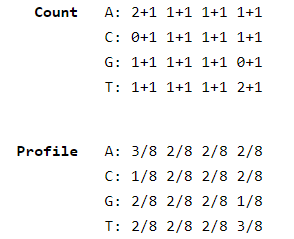 Count A: 2+1 1+1 1+1 1+1
C: 0+1 1+1 1+1 1+1
G: 1+1 1+1 1+1 0+1
T: 1+1 1+1 1+1 2+1
Profile A: 3/8 2/8 2/8 2/8
C: 1/8 2/8 2/8 2/8
G: 2/8 2/8 2/8 1/8
T: 2/8 2/8 2/8 3/8